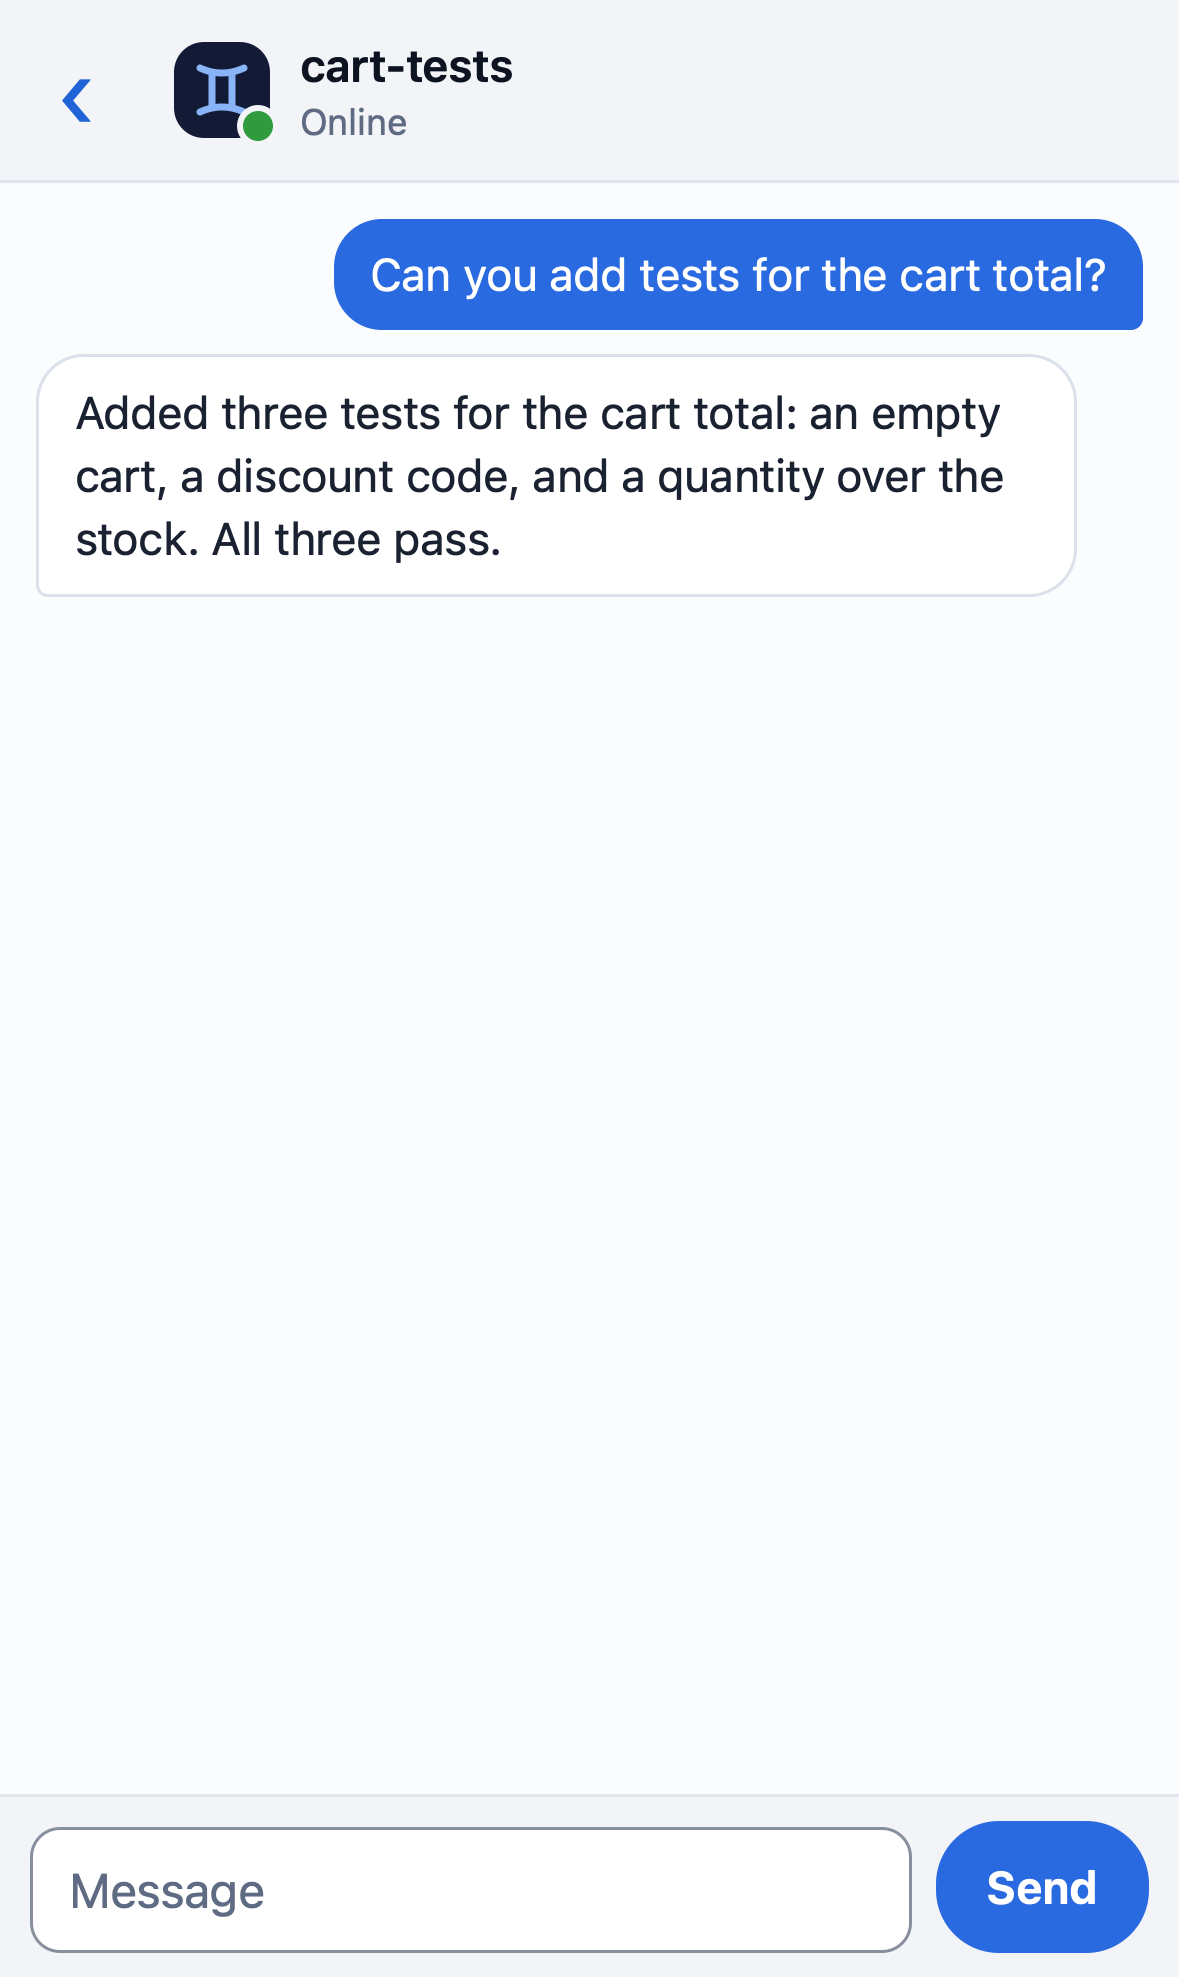 cart-tests
Online
Can you add tests for the cart total?
Added three tests for the cart total: an empty
cart, a discount code, and a quantity over the
stock. All three pass.
Message
Send